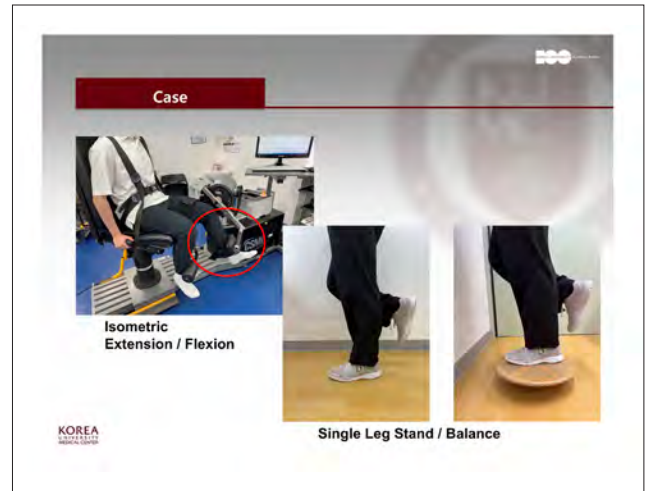 Case
Isometric
Extension / Flexion
Single Leg Stand / Balance
KOREA
UNIVERSITY
MEDICAL CENTER